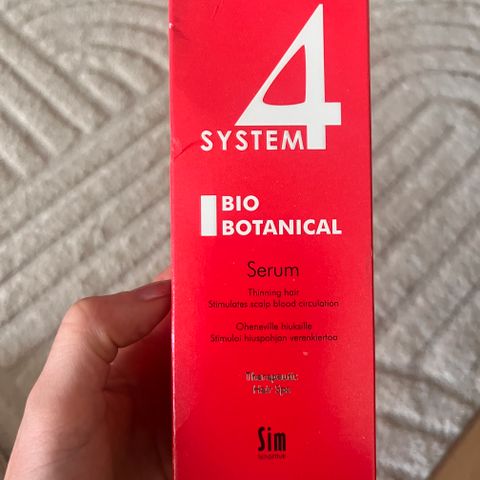 4
SYSTEM
BIO
BOTANICAL
Serum
Thinning hair
Stimulates scalp blood circulation
Oheneville hiuksille
Stimuloi hiuspohjan verenkiertoa
Therapeutic
Hair Spa
Sim
SENSITIVE